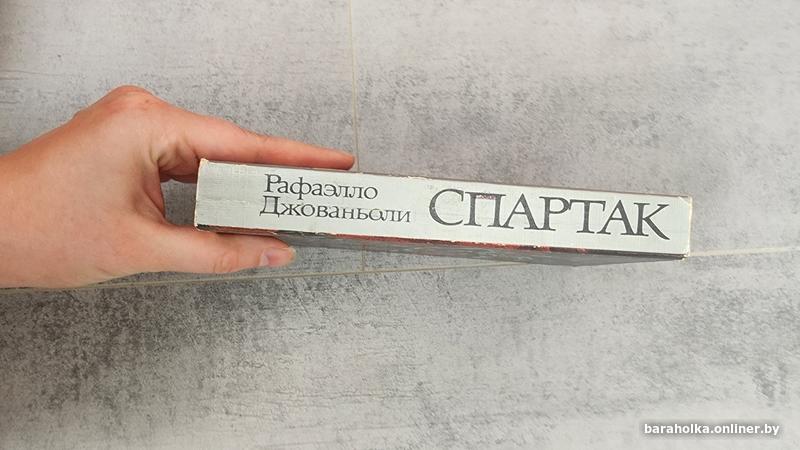 Рафаэлло
Джованьоли
СПАРТАК
baraholka.onliner.by